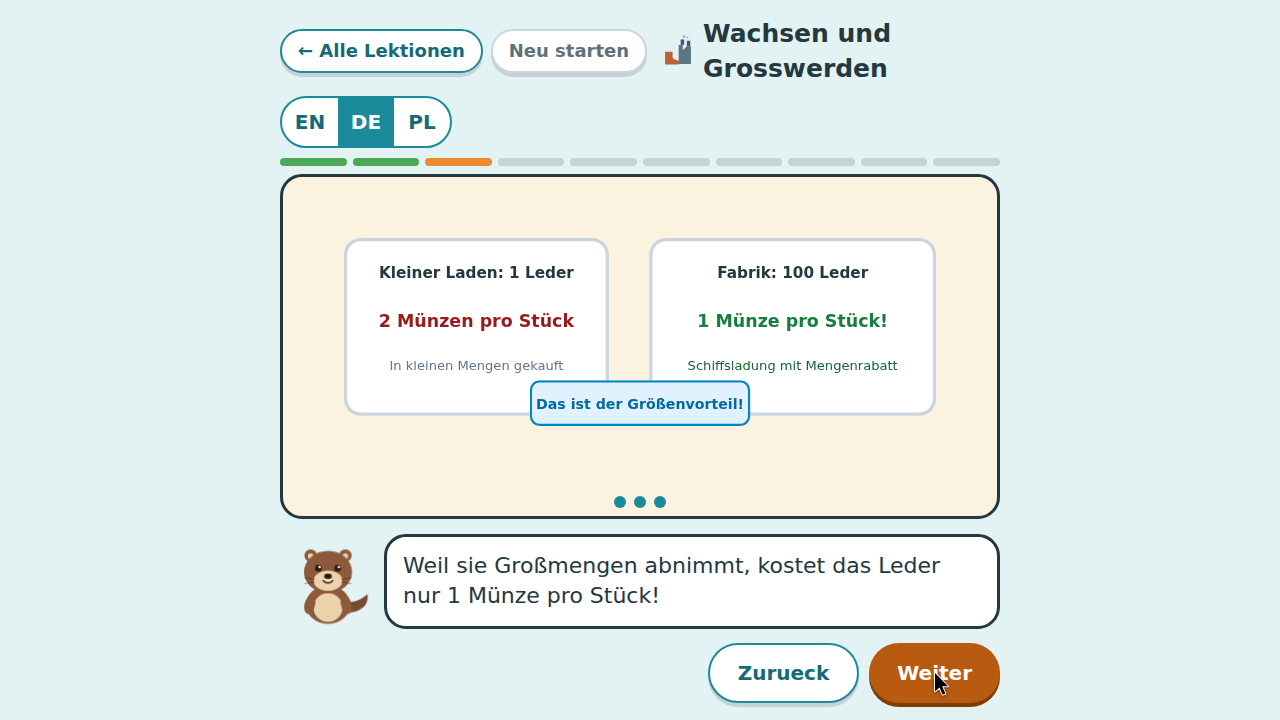 ← Alle Lektionen
Neu starten
Wachsen und
Grosswerden
EN
DE
PL
Kleiner Laden: 1 Leder
2 Münzen pro Stück
In kleinen Mengen gekauft
Fabrik: 100 Leder
1 Münze pro Stück!
Schiffsladung mit Mengenrabatt
Das ist der Größenvorteil!
Weil sie Großmengen abnimmt, kostet das Leder
nur 1 Münze pro Stück!
Zurueck
Weiter